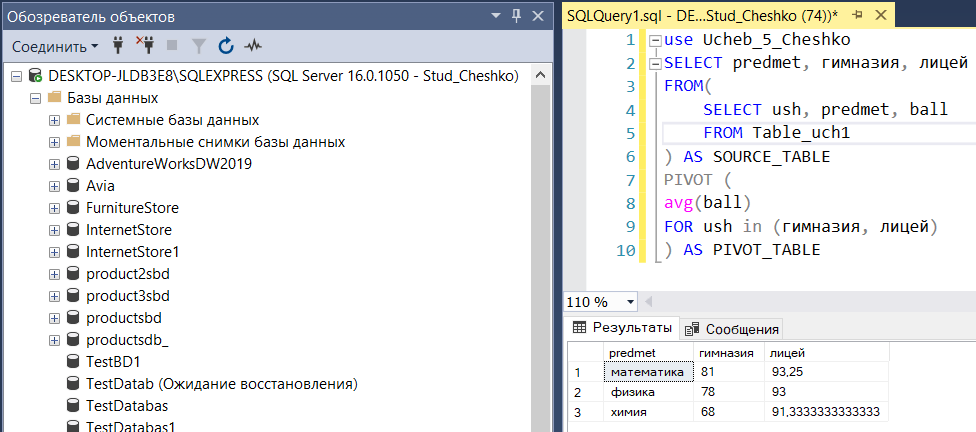 Обозреватель объектов
Соединить
DESKTOP-JLDB3E8\SQLEXPRESS (SQL Server 16.0.1050 - Stud_Cheshko)
Базы данных
Системные базы данных
Моментальные снимки базы данных
AdventureWorksDW2019
Avia
FurnitureStore
InternetStore
InternetStore1
product2sbd
product3sbd
productsbd
productsdb_
TestBD1
TestDatab (Ожидание восстановления)
TestDatabas
TestDatabas1
SQLQuery1.sql - DE...Stud_Cheshko (74))*
1 use Ucheb_5_Cheshko
2 SELECT predmet, гимназия, лицей
3 FROM(
4 SELECT ush, predmet, ball
5 FROM Table_uch1
6 ) AS SOURCE_TABLE
7 PIVOT (
8 avg(ball)
9 FOR ush in (гимназия, лицей)
10 ) AS PIVOT_TABLE
110 %
Результаты Сообщения
predmet гимназия лицей
1 математика 81 93,25
2 физика 78 93
3 химия 68 91,3333333333333